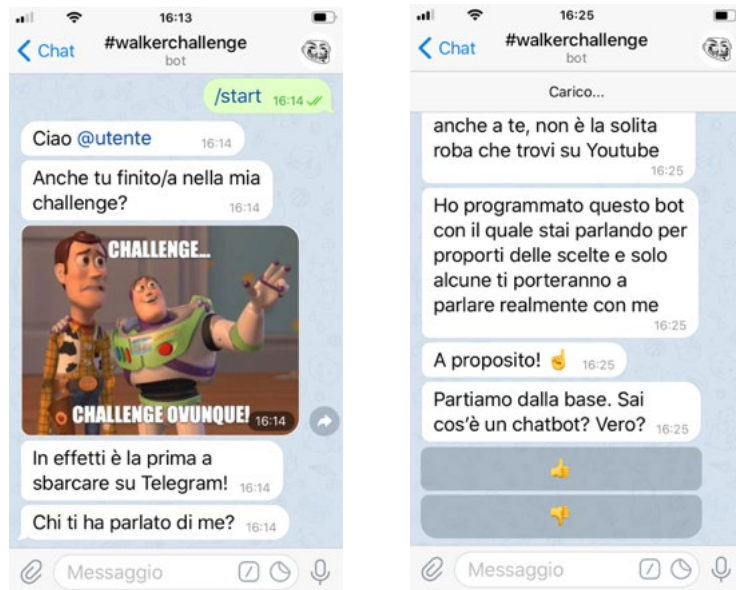 16:13
Chat
#walkerchallenge
bot
/start 16:14
Ciao @utente 16:14
Anche tu finito/a nella mia
challenge? 16:14
CHALLENGE...
CHALLENGE OVUNQUE! 16:14
In effetti è la prima a
sbarcare su Telegram! 16:14
Chi ti ha parlato di me? 16:14
Messaggio
16:25
Chat
#walkerchallenge
bot
Carico...
anche a te, non è la solita
roba che trovi su Youtube
16:25
Ho programmato questo bot
con il quale stai parlando per
proporti delle scelte e solo
alcune ti porteranno a
parlare realmente con me
16:25
A proposito! ☝ 16:25
Partiamo dalla base. Sai
cos'è un chatbot? Vero? 16:25
👍
👎
Messaggio